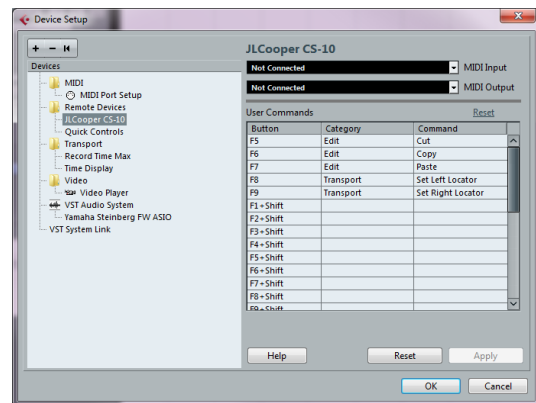 Device Setup
+ − |◀
Devices
MIDI
MIDI Port Setup
Remote Devices
JLCooper CS-10
Quick Controls
Transport
Record Time Max
Time Display
Video
Video Player
VST Audio System
Yamaha Steinberg FW ASIO
VST System Link
JLCooper CS-10
Not Connected MIDI Input
Not Connected MIDI Output
User Commands Reset
Button Category Command
F5 Edit Cut
F6 Edit Copy
F7 Edit Paste
F8 Transport Set Left Locator
F9 Transport Set Right Locator
F1+Shift
F2+Shift
F3+Shift
F4+Shift
F5+Shift
F6+Shift
F7+Shift
F8+Shift
F9+Shift
Help Reset Apply
OK Cancel